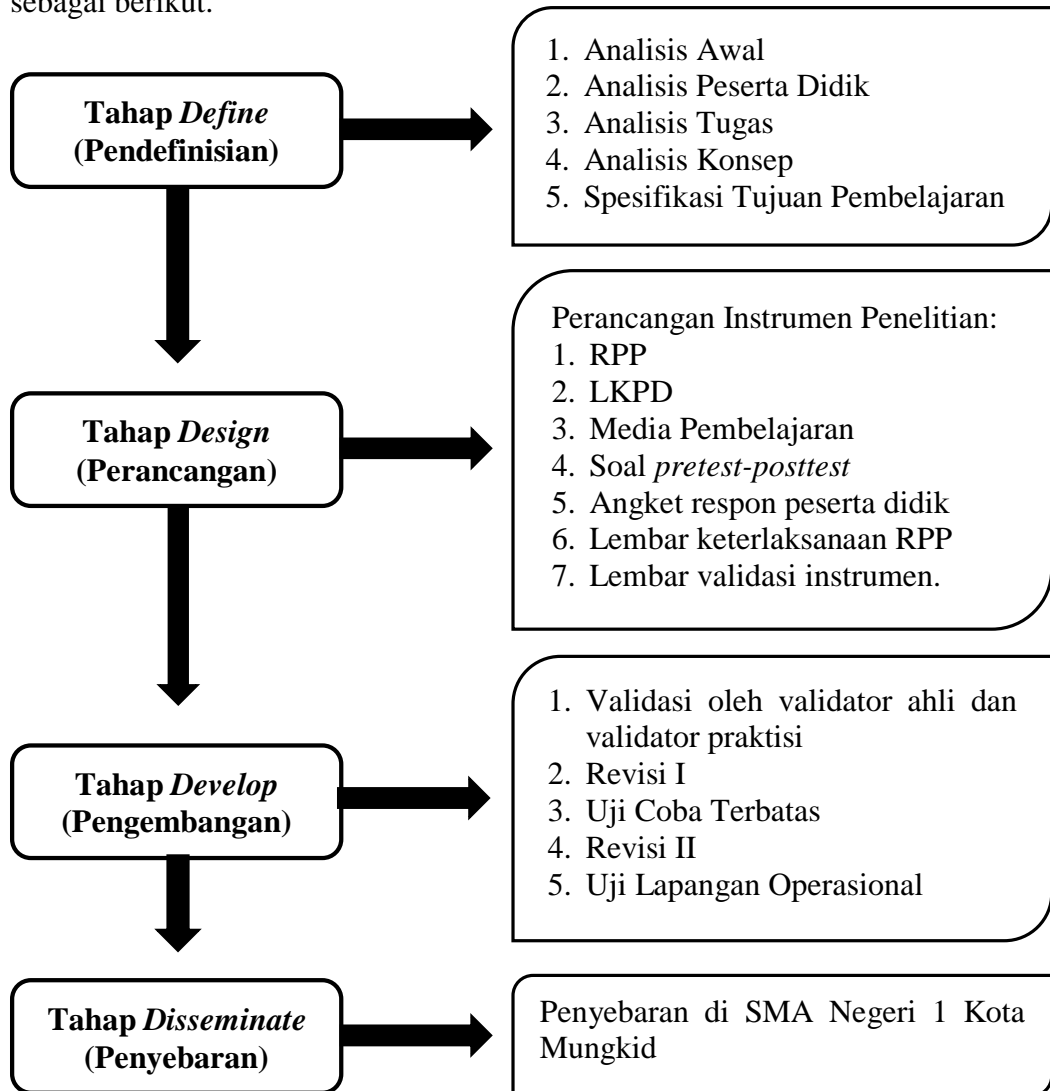 sebagai berikut.
Tahap Define
(Pendefinisian)
1. Analisis Awal
2. Analisis Peserta Didik
3. Analisis Tugas
4. Analisis Konsep
5. Spesifikasi Tujuan Pembelajaran
Tahap Design
(Perancangan)
Perancangan Instrumen Penelitian:
1. RPP
2. LKPD
3. Media Pembelajaran
4. Soal pretest-posttest
5. Angket respon peserta didik
6. Lembar keterlaksanaan RPP
7. Lembar validasi instrumen.
Tahap Develop
(Pengembangan)
1. Validasi oleh validator ahli dan
validator praktisi
2. Revisi I
3. Uji Coba Terbatas
4. Revisi II
5. Uji Lapangan Operasional
Tahap Disseminate
(Penyebaran)
Penyebaran di SMA Negeri 1 Kota
Mungkid